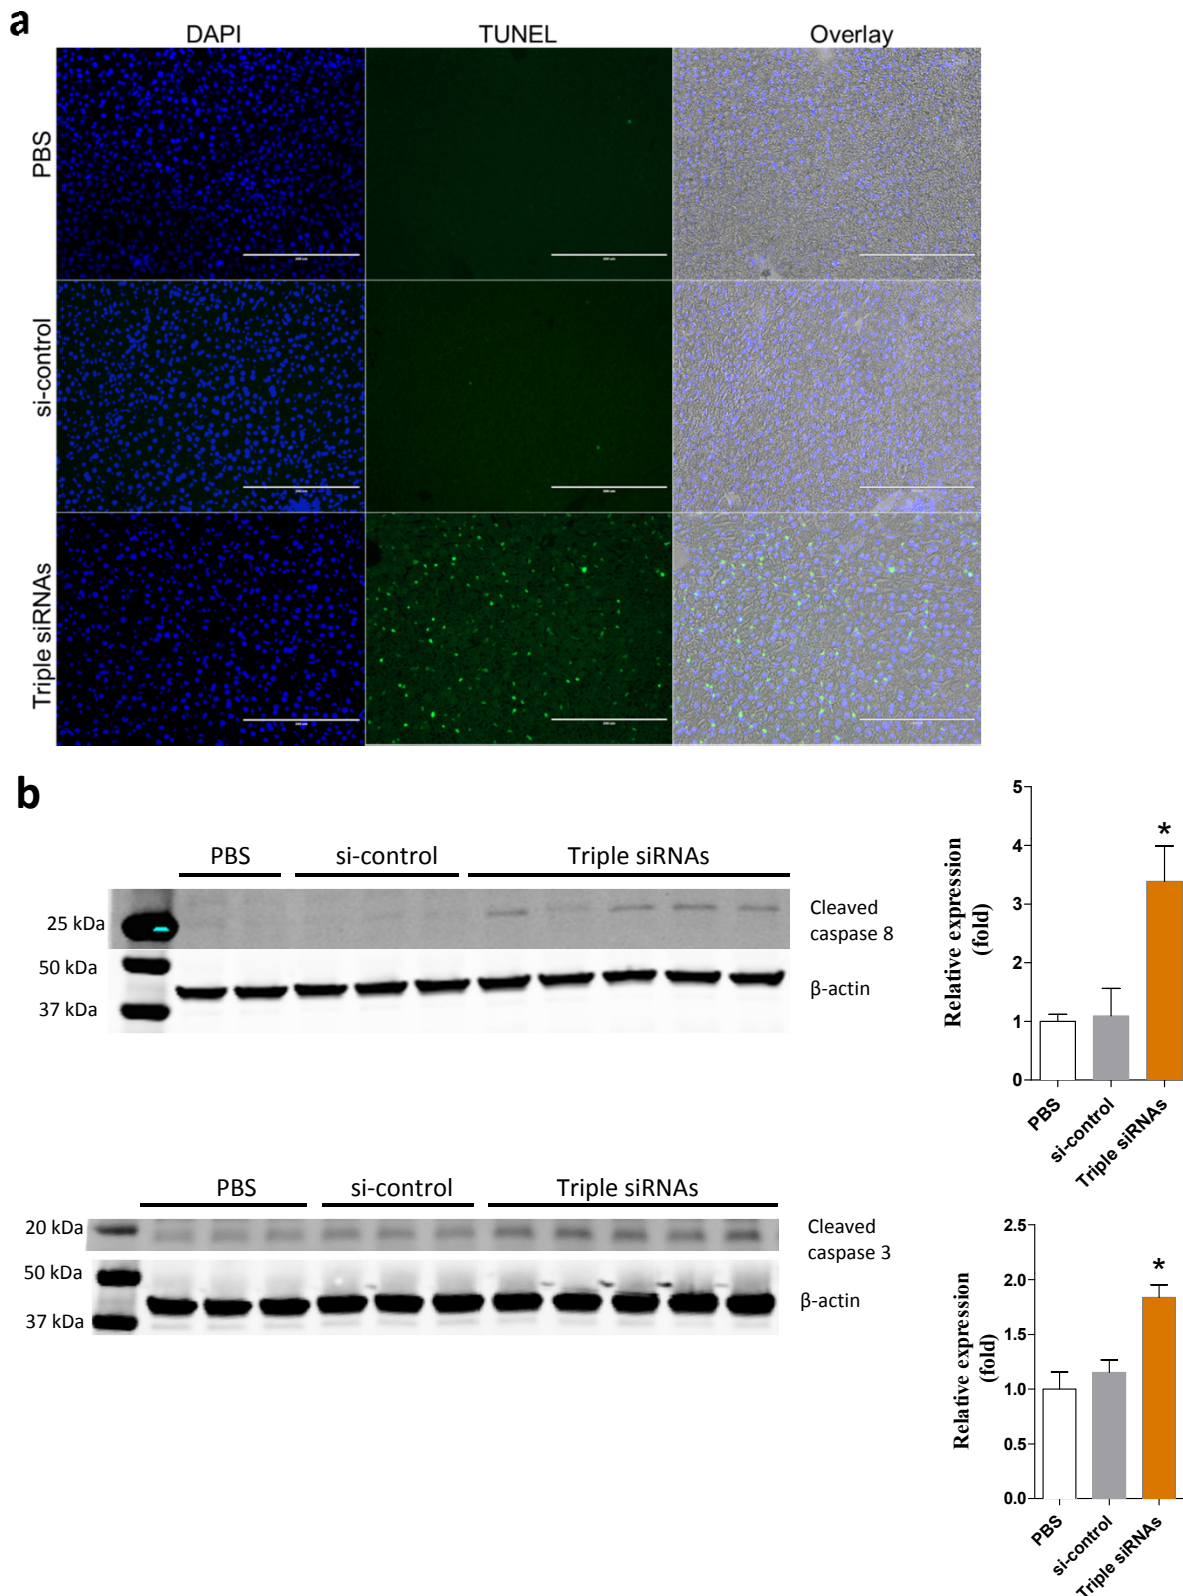 a
DAPI
TUNEL
Overlay
PBS
si-control
Triple siRNAs
b
PBS
si-control
Triple siRNAs
25 kDa
Cleaved
caspase 8
50 kDa
37 kDa
β-actin
5
4
3
2
1
0
Relative expression
(fold)
*
PBS
si-control
Triple siRNAs
PBS
si-control
Triple siRNAs
20 kDa
Cleaved
caspase 3
50 kDa
37 kDa
β-actin
2.5
2.0
1.5
1.0
0.5
0.0
Relative expression
(fold)
*
PBS
si-control
Triple siRNAs